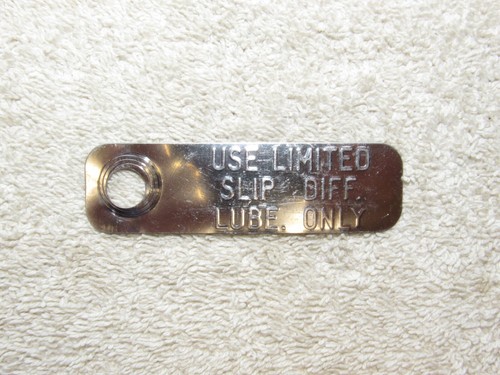 USE LIMITED
SLIP DIFF.
LUBE. ONLY